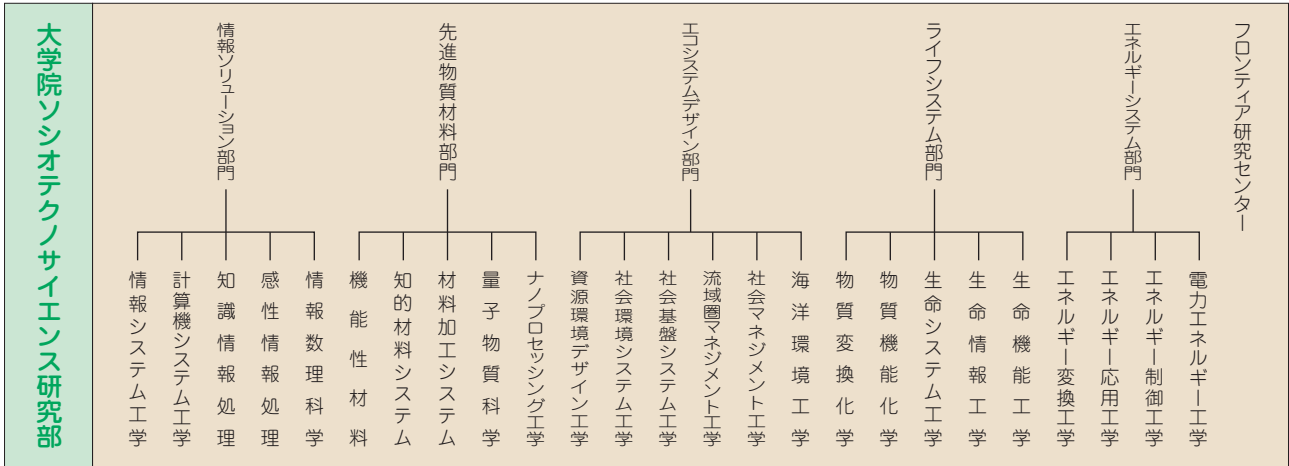 大学院ソシオテクノサイエンス研究部
情報ソリューション部門
情報システム工学
計算機システム工学
知識情報処理
感性情報処理
情報数理科学
先進物質材料部門
機能性材料
知的材料システム
材料加工システム
量子物質科学
ナノプロセッシング工学
エコシステムデザイン部門
資源環境デザイン工学
社会環境システム工学
社会基盤システム工学
流域圏マネジメント工学
社会マネジメント工学
海洋環境工学
ライフシステム部門
物質変換化学
物質機能化学
生命システム工学
生命情報工学
生命機能工学
エネルギーシステム部門
エネルギー変換工学
エネルギー応用工学
エネルギー制御工学
電力エネルギー工学
フロンティア研究センター